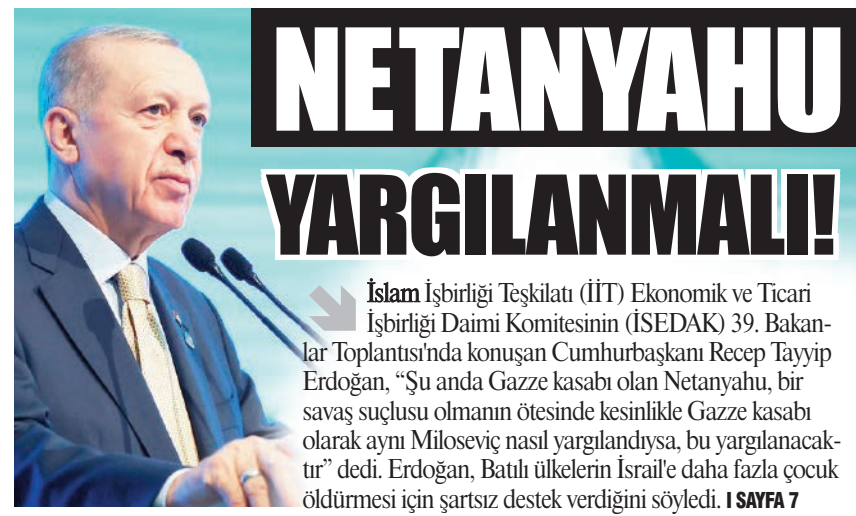 NETANYAHU
YARGILANMALI!
İslam İşbirliği Teşkilatı (İİT) Ekonomik ve Ticari
İşbirliği Daimi Komitesinin (İSEDAK) 39. Bakan-
lar Toplantısı'nda konuşan Cumhurbaşkanı Recep Tayyip
Erdoğan, “Şu anda Gazze kasabı olan Netanyahu, bir
savaş suçlusu olmanın ötesinde kesinlikle Gazze kasabı
olarak aynı Miloseviç nasıl yargılandıysa, bu yargılanacak-
tır” dedi. Erdoğan, Batılı ülkelerin İsrail'e daha fazla çocuk
öldürmesi için şartsız destek verdiğini söyledi. I SAYFA 7